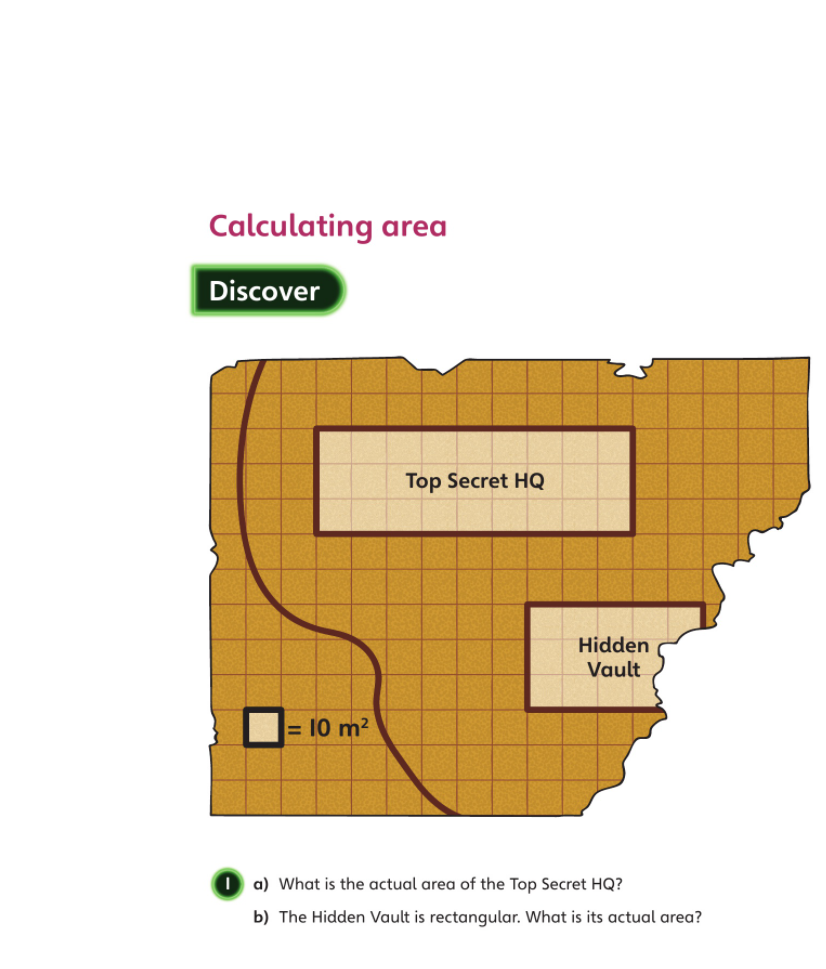 Calculating area
Discover
Top Secret HQ
Hidden
Vault
= 10 m²
1 a) What is the actual area of the Top Secret HQ?
b) The Hidden Vault is rectangular. What is its actual area?